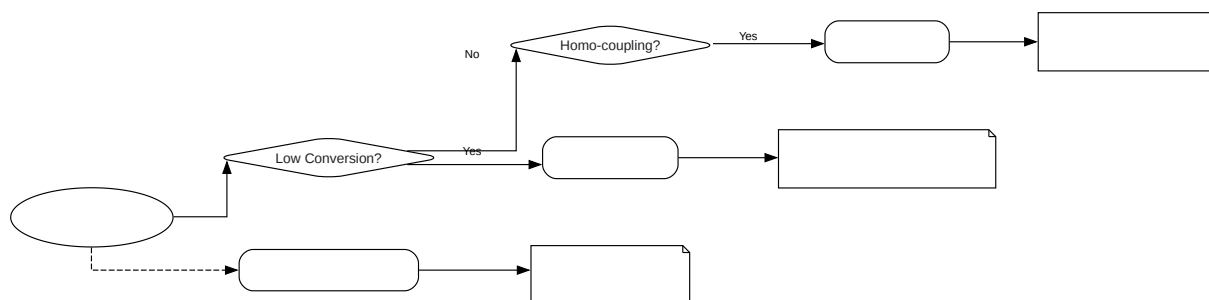 Homo-coupling?
Yes
No
Low Conversion?
Yes